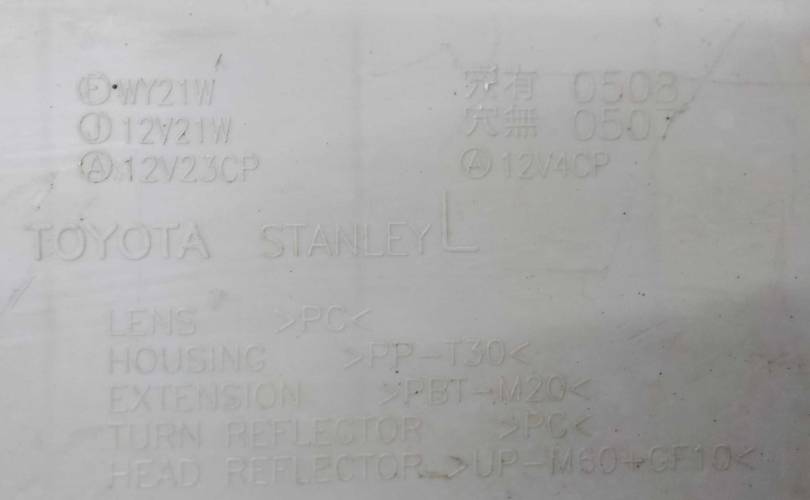 Ⓔ WY21W
Ⓙ 12V21W
Ⓐ 12V23CP
穴有 0508
穴無 0507
Ⓐ 12V4CP
TOYOTA STANLEY L
LENS >PC<
HOUSING >PP-T30<
EXTENSION >PBT-M20<
TURN REFLECTOR >PC<
HEAD REFLECTOR >UP-M60+GF10<